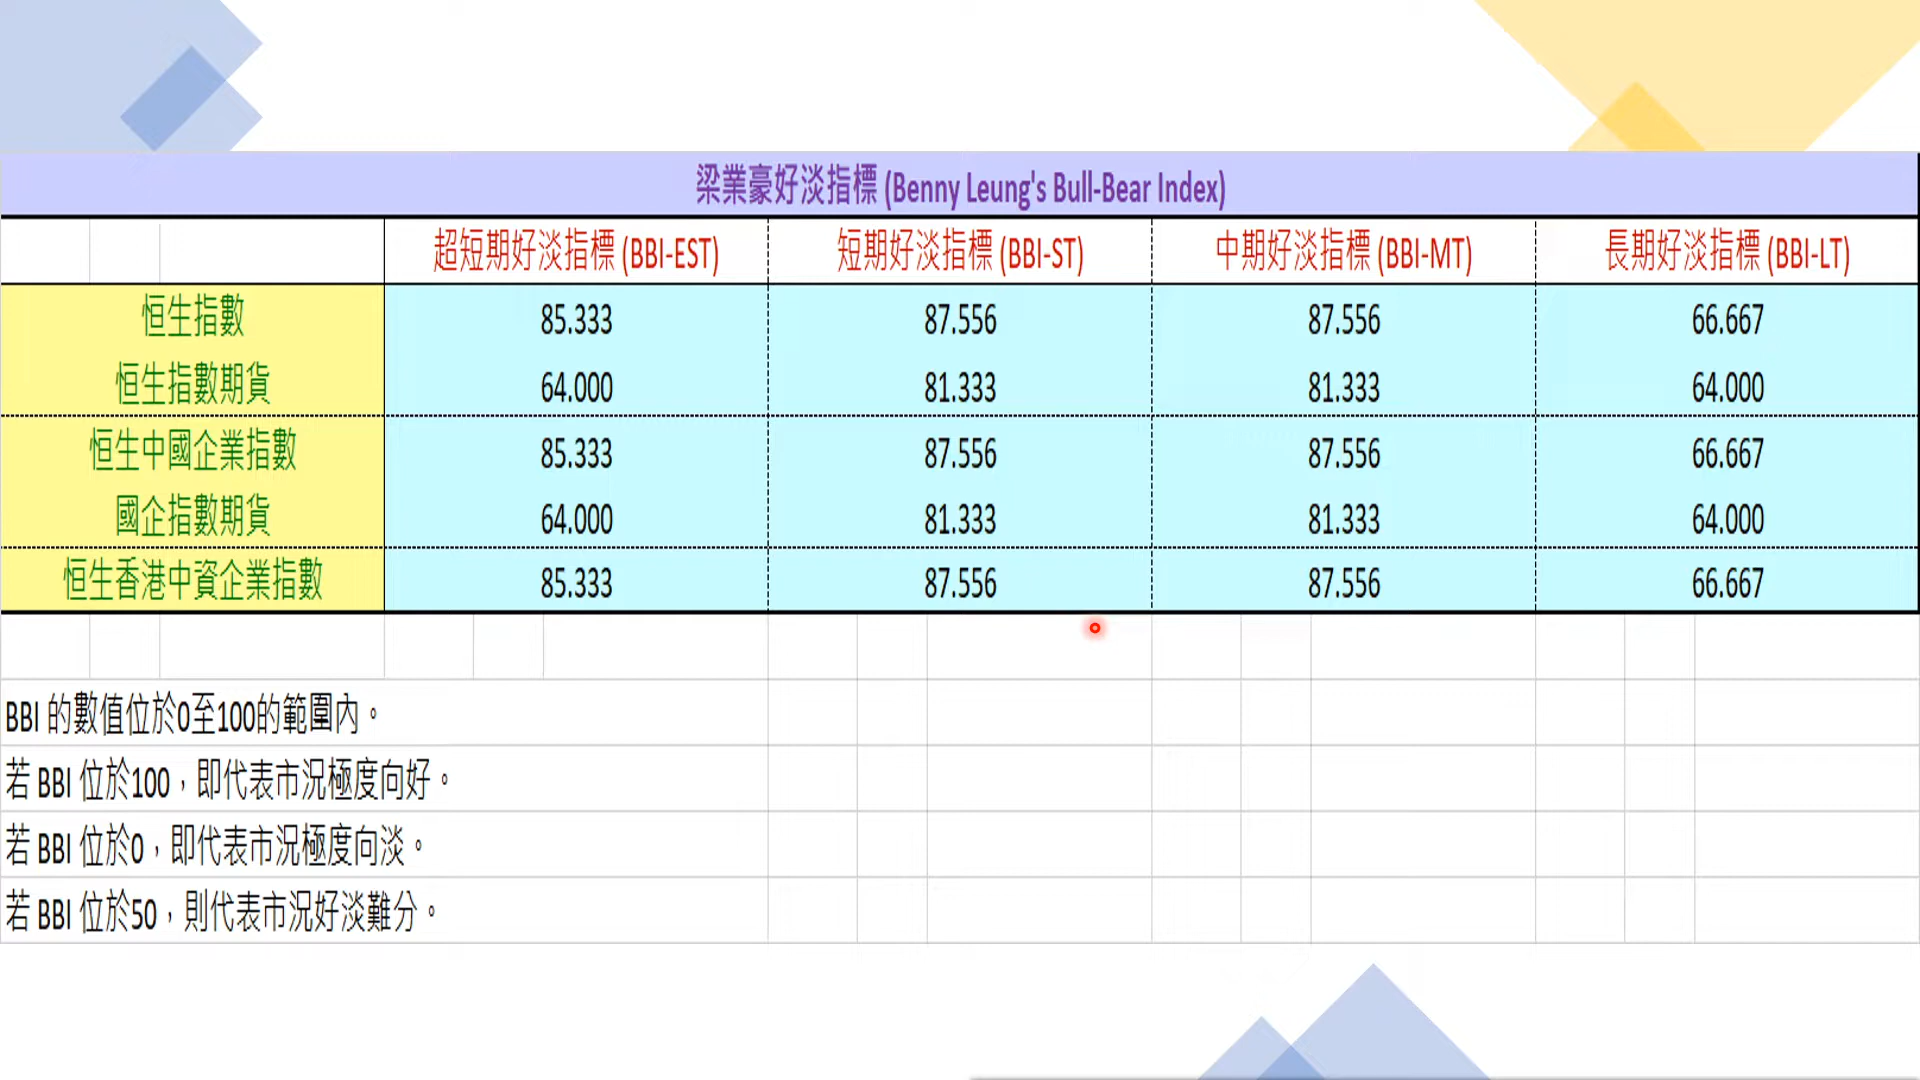 梁業豪好淡指標 (Benny Leung's Bull-Bear Index)
超短期好淡指標 (BBI-EST) 短期好淡指標 (BBI-ST) 中期好淡指標 (BBI-MT) 長期好淡指標 (BBI-LT)
恒生指數 85.333 87.556 87.556 66.667
恒生指數期貨 64.000 81.333 81.333 64.000
恒生中國企業指數 85.333 87.556 87.556 66.667
國企指數期貨 64.000 81.333 81.333 64.000
恒生香港中資企業指數 85.333 87.556 87.556 66.667
BBI 的數值位於0至100的範圍內。
若 BBI 位於100，即代表市況極度向好。
若 BBI 位於0，即代表市況極度向淡。
若 BBI 位於50，則代表市況好淡難分。